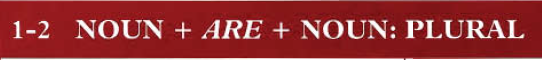 1-2 NOUN + ARE + NOUN: PLURAL